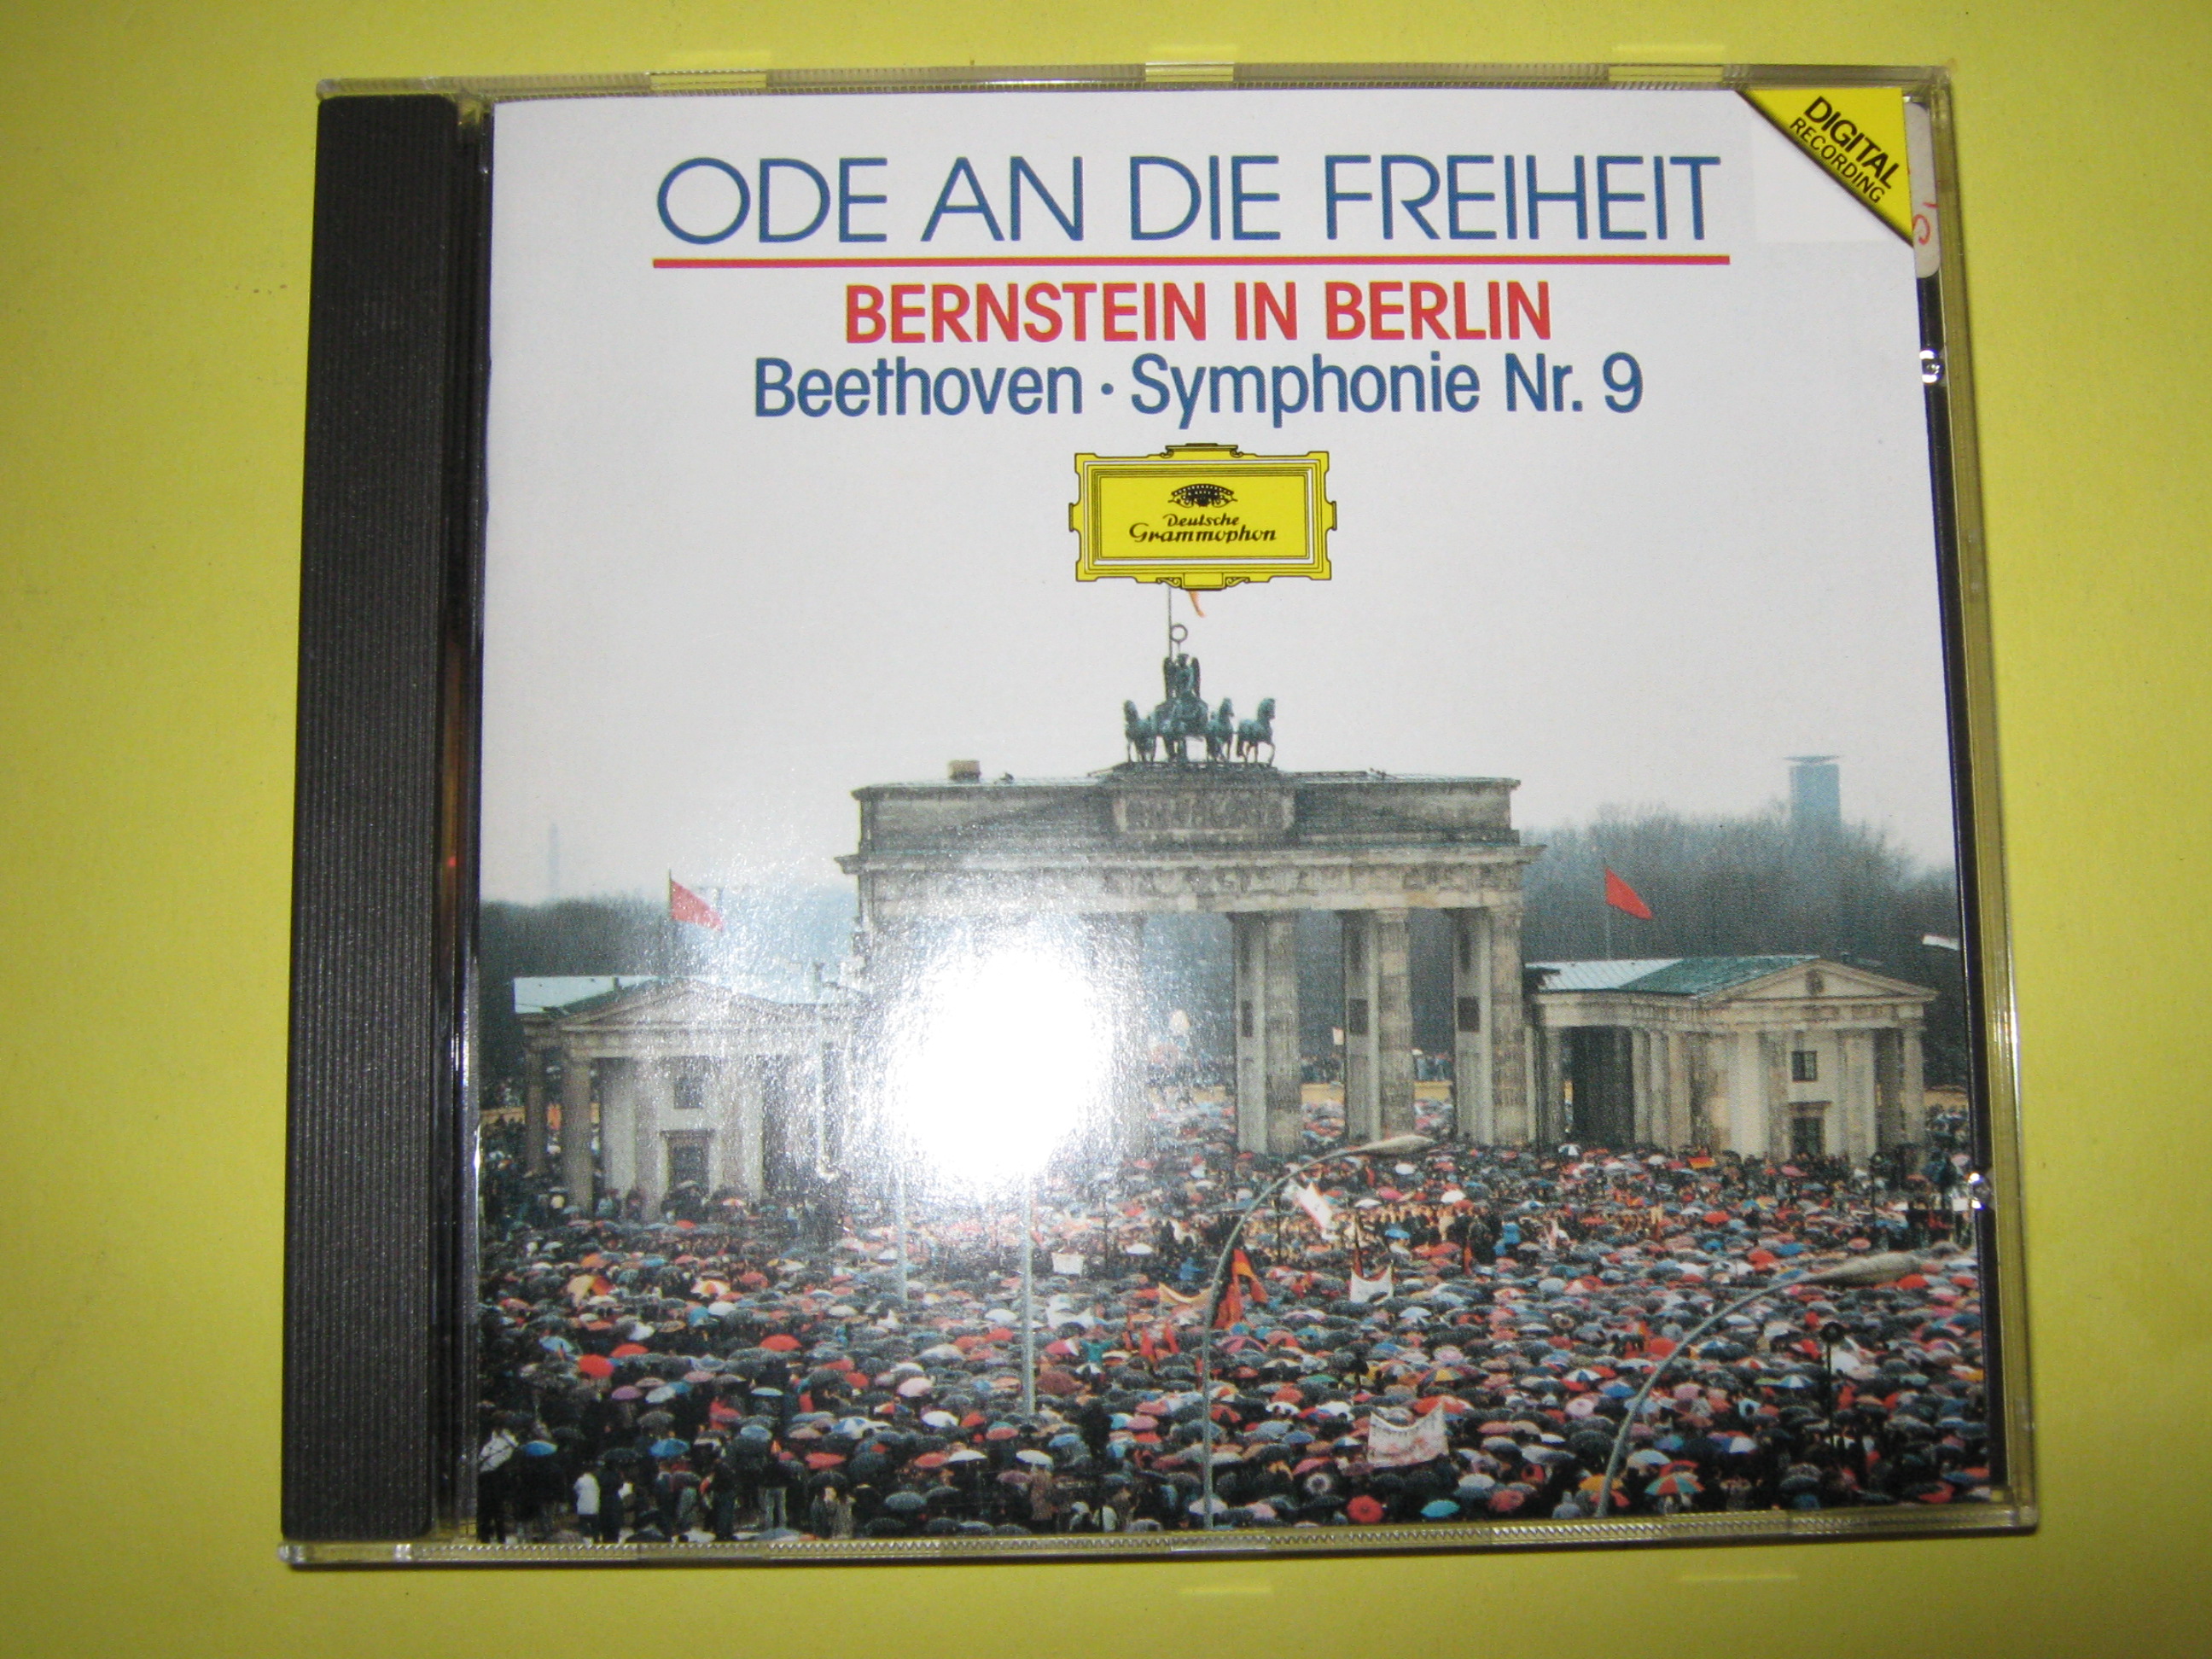 DIGITAL
RECORDING
ODE AN DIE FREIHEIT
BERNSTEIN IN BERLIN
Beethoven · Symphonie Nr. 9
Deutsche
Grammophon